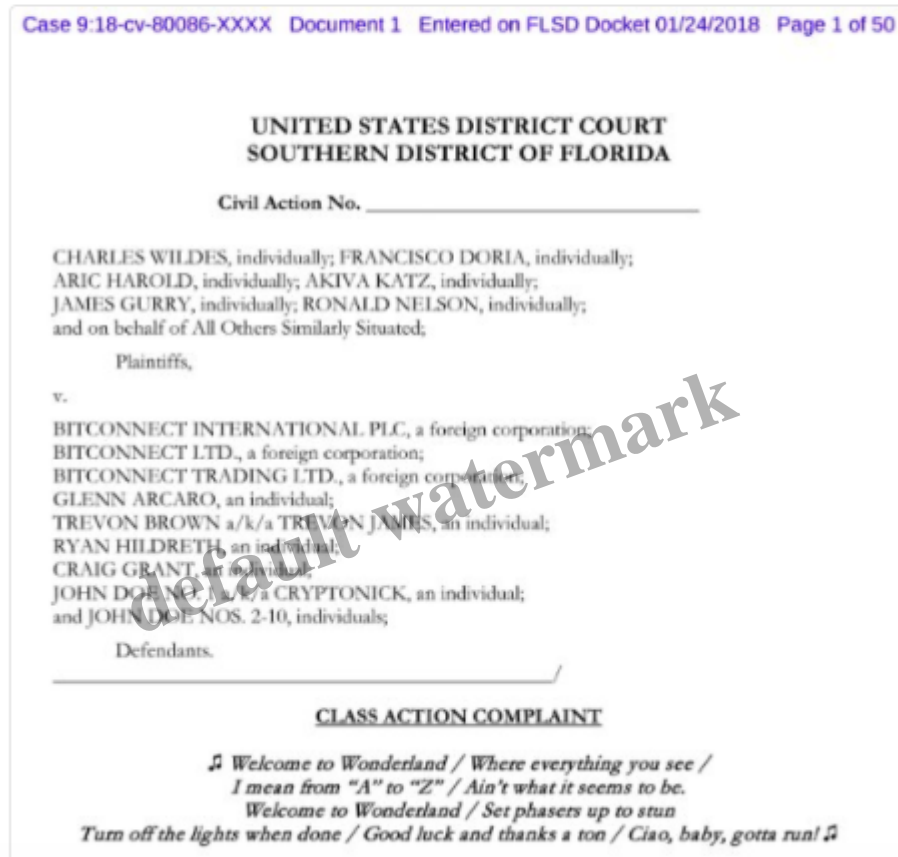 Case 9:18-cv-80086-XXXX Document 1 Entered on FLSD Docket 01/24/2018 Page 1 of 50
UNITED STATES DISTRICT COURT
SOUTHERN DISTRICT OF FLORIDA
Civil Action No.
CHARLES WILDES, individually; FRANCISCO DORIA, individually;
ARIC HAROLD, individually; AKIVA KATZ, individually;
JAMES GURRY, individually; RONALD NELSON, individually;
and on behalf of All Others Similarly Situated;
Plaintiffs,
v.
BITCONNECT INTERNATIONAL PLC, a foreign corporation;
BITCONNECT LTD., a foreign corporation;
BITCONNECT TRADING LTD., a foreign corporation;
GLENN ARCARO, an individual;
TREVON BROWN a/k/a TREVON JAMES, an individual;
RYAN HILDRETH, an individual;
CRAIG GRANT, an individual;
JOHN DOE NO. 1 a/k/a CRYPTONICK, an individual;
and JOHN DOE NOS. 2-10, individuals;
Defendants.
/
default watermark
CLASS ACTION COMPLAINT
♫ Welcome to Wonderland / Where everything you see /
I mean from “A” to “Z” / Ain't what it seems to be.
Welcome to Wonderland / Set phasers up to stun
Turn off the lights when done / Good luck and thanks a ton / Ciao, baby, gotta run! ♫